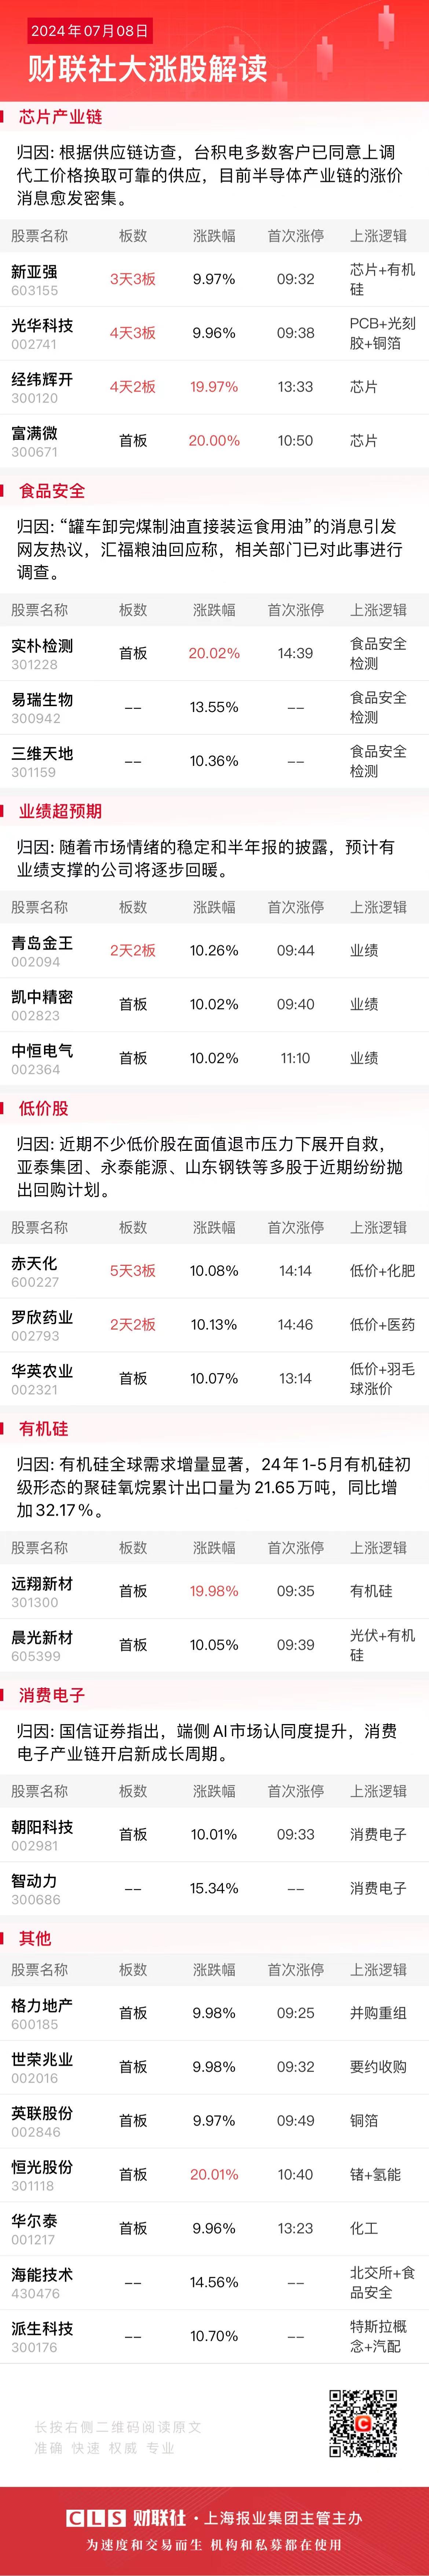 2024年07月08日
财联社大涨股解读
芯片产业链
归因：根据供应链访查，台积电多数客户已同意上调
代工价格换取可靠的供应，目前半导体产业链的涨价
消息愈发密集。
股票名称 板数 涨跌幅 首次涨停 上涨逻辑
新亚强 3天3板 9.97% 09:32 芯片+有机
603155 硅
光华科技 4天3板 9.96% 09:38 PCB+光刻
002741 胶+铜箔
经纬辉开 4天2板 19.97% 13:33 芯片
300120
富满微 首板 20.00% 10:50 芯片
300671
食品安全
归因：“罐车卸完煤制油直接装运食用油”的消息引发
网友热议，汇福粮油回应称，相关部门已对此事进行
调查。
股票名称 板数 涨跌幅 首次涨停 上涨逻辑
实朴检测 首板 20.02% 14:39 食品安全
301228 检测
易瑞生物 -- 13.55% -- 食品安全
300942 检测
三维天地 -- 10.36% -- 食品安全
301159 检测
业绩超预期
归因：随着市场情绪的稳定和半年报的披露，预计有
业绩支撑的公司将逐步回暖。
股票名称 板数 涨跌幅 首次涨停 上涨逻辑
青岛金王 2天2板 10.26% 09:44 业绩
002094
凯中精密 首板 10.02% 09:40 业绩
002823
中恒电气 首板 10.02% 11:10 业绩
002364
低价股
归因：近期不少低价股在面值退市压力下展开自救，
亚泰集团、永泰能源、山东钢铁等多股于近期纷纷抛
出回购计划。
股票名称 板数 涨跌幅 首次涨停 上涨逻辑
赤天化 5天3板 10.08% 14:14 低价+化肥
600227
罗欣药业 2天2板 10.13% 14:46 低价+医药
002793
华英农业 首板 10.07% 13:14 低价+羽毛
002321 球涨价
有机硅
归因：有机硅全球需求增量显著，24年1-5月有机硅初
级形态的聚硅氧烷累计出口量为21.65万吨，同比增
加32.17%。
股票名称 板数 涨跌幅 首次涨停 上涨逻辑
远翔新材 首板 19.98% 09:35 有机硅
301300
晨光新材 首板 10.05% 09:39 光伏+有机
605399 硅
消费电子
归因：国信证券指出，端侧AI市场认同度提升，消费
电子产业链开启新成长周期。
股票名称 板数 涨跌幅 首次涨停 上涨逻辑
朝阳科技 首板 10.01% 09:33 消费电子
002981
智动力 -- 15.34% -- 消费电子
300686
其他
股票名称 板数 涨跌幅 首次涨停 上涨逻辑
格力地产 首板 9.98% 09:25 并购重组
600185
世荣兆业 首板 9.98% 09:32 要约收购
002016
英联股份 首板 9.97% 09:49 铜箔
002846
恒光股份 首板 20.01% 10:40 锗+氢能
301118
华尔泰 首板 9.96% 13:23 化工
001217
海能技术 -- 14.56% -- 北交所+食
430476 品安全
派生科技 -- 10.70% -- 特斯拉概
300176 念+汽配
长按右侧二维码阅读原文
准确 快速 权威 专业
CLS 财联社·上海报业集团主管主办
为速度和交易而生 机构和私募都在使用